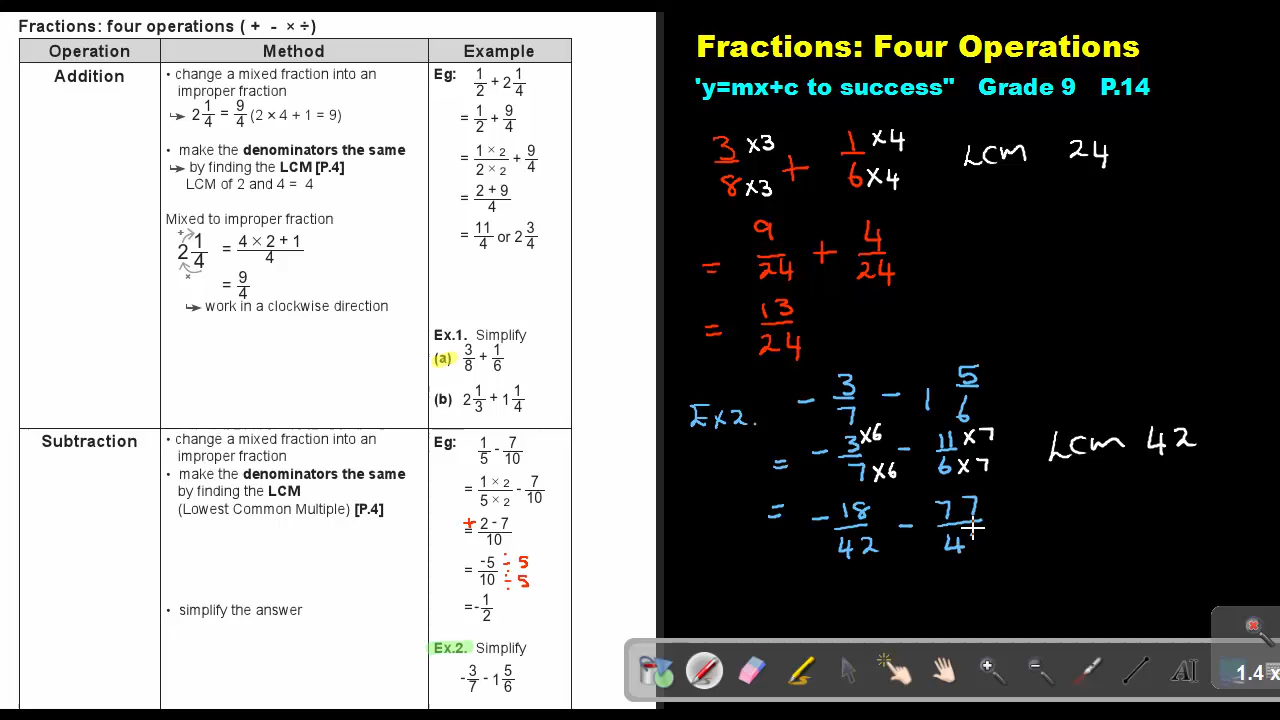 Fractions: four operations ( + - × ÷)
Operation Method Example
Addition
• change a mixed fraction into an
improper fraction
↪ 2 1/4 = 9/4 (2 × 4 + 1 = 9)
• make the denominators the same
↪ by finding the LCM [P.4]
LCM of 2 and 4 = 4
Mixed to improper fraction
+
2 1/4 = (4 × 2 + 1)/4
×
= 9/4
↪ work in a clockwise direction
Eg: 1/2 + 2 1/4
= 1/2 + 9/4
= (1 × 2)/(2 × 2) + 9/4
= (2 + 9)/4
= 11/4 or 2 3/4
Ex.1. Simplify
(a) 3/8 + 1/6
(b) 2 1/3 + 1 1/4
Subtraction
• change a mixed fraction into an
improper fraction
• make the denominators the same
by finding the LCM
(Lowest Common Multiple) [P.4]
• simplify the answer
Eg: 1/5 - 7/10
= (1 × 2)/(5 × 2) - 7/10
+
= (2 - 7)/10
= -5/10 ÷ 5 ÷ 5
= - 1/2
Ex.2. Simplify
- 3/7 - 1 5/6
Fractions: Four Operations
'y=mx+c to success" Grade 9 P.14
3/8 ×3 ×3 + 1/6 ×4 ×4 LCM 24
= 9/24 + 4/24
= 13/24
Ex2. - 3/7 - 1 5/6
= - 3/7 ×6 ×6 - 11/6 ×7 ×7 LCM 42
= - 18/42 - 77/4
AI
1.4 x